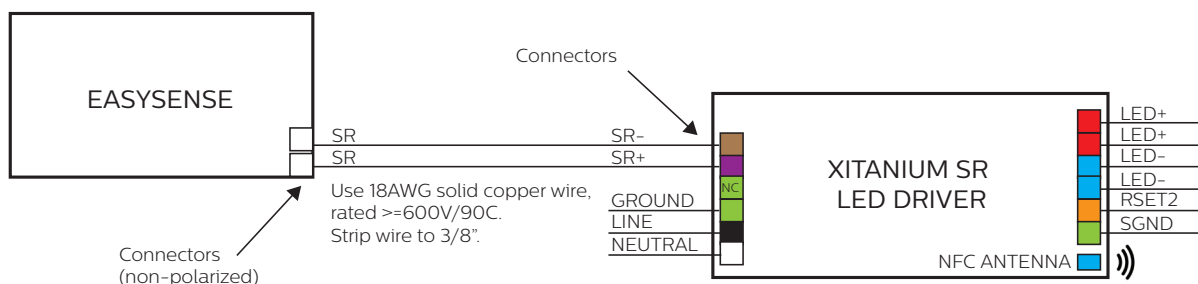 EASYSENSE
SR
SR
Use 18AWG solid copper wire,
rated >=600V/90C.
Strip wire to 3/8".
Connectors
(non-polarized)
Connectors
SR-
SR+
NC
GROUND
LINE
NEUTRAL
XITANIUM SR
LED DRIVER
NFC ANTENNA
LED+
LED+
LED-
LED-
RSET2
SGND